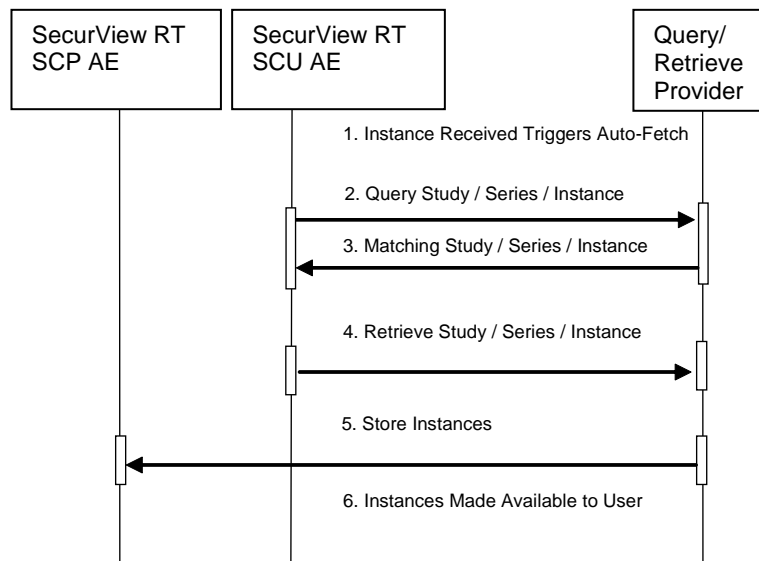 SecurView RT
SCP AE
SecurView RT
SCU AE
Query/
Retrieve
Provider
1. Instance Received Triggers Auto-Fetch
2. Query Study / Series / Instance
3. Matching Study / Series / Instance
4. Retrieve Study / Series / Instance
5. Store Instances
6. Instances Made Available to User